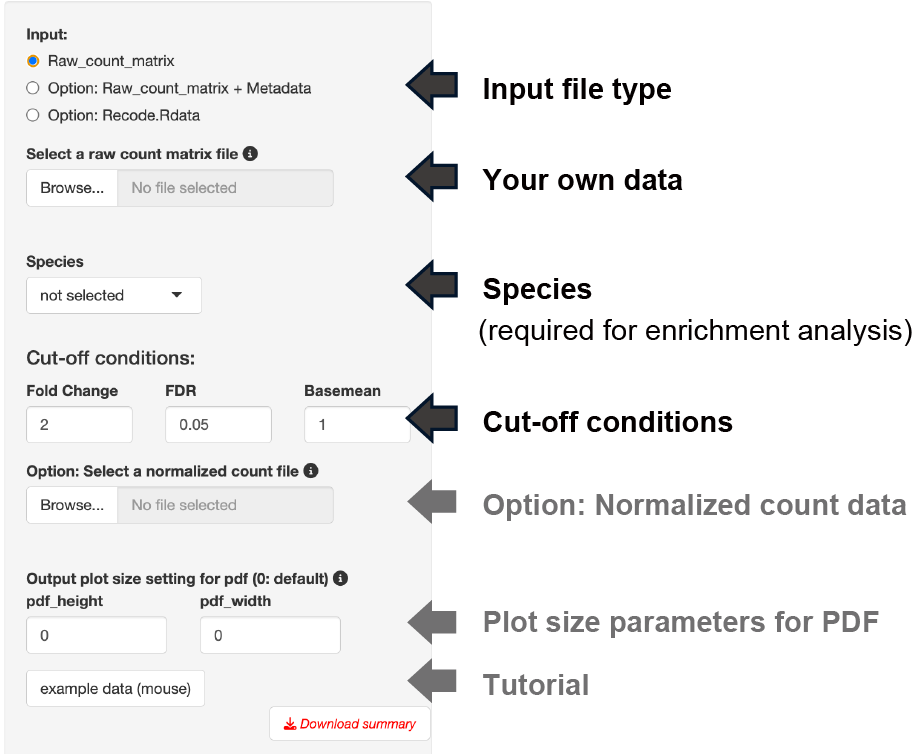 Input:
Raw_count_matrix
Option: Raw_count_matrix + Metadata
Option: Recode.Rdata
Input file type
Select a raw count matrix file
Browse... No file selected
Your own data
Species
not selected
Species
(required for enrichment analysis)
Cut-off conditions:
Fold Change FDR Basemean
2 0.05 1
Cut-off conditions
Option: Select a normalized count file
Browse... No file selected
Option: Normalized count data
Output plot size setting for pdf (0: default)
pdf_height pdf_width
0 0
Plot size parameters for PDF
example data (mouse)
Tutorial
Download summary